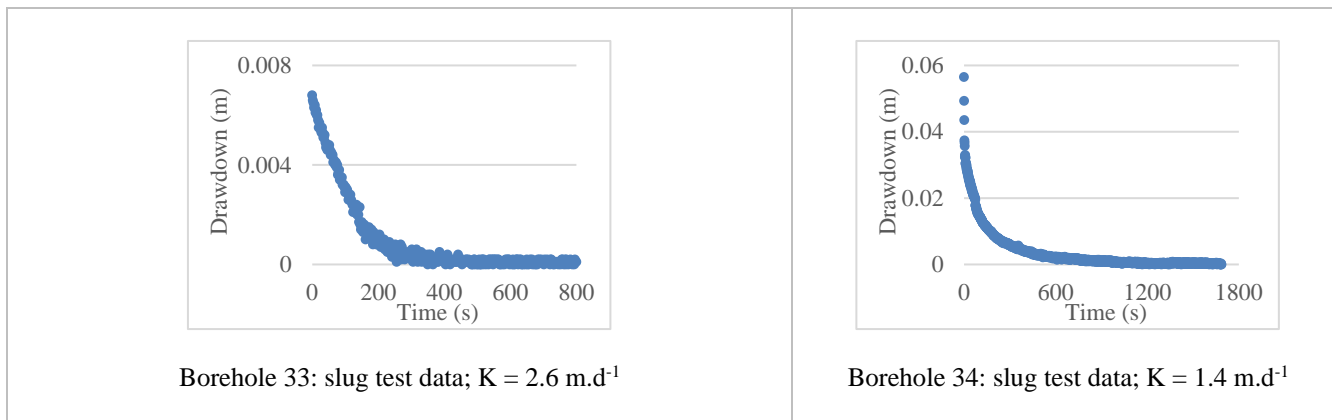 0.008
0.004
0
Drawdown (m)
0 200 400 600 800
Time (s)
Borehole 33: slug test data; K = 2.6 m.d⁻¹
0.06
0.04
0.02
0
Drawdown (m)
0 600 1200 1800
Time (s)
Borehole 34: slug test data; K = 1.4 m.d⁻¹